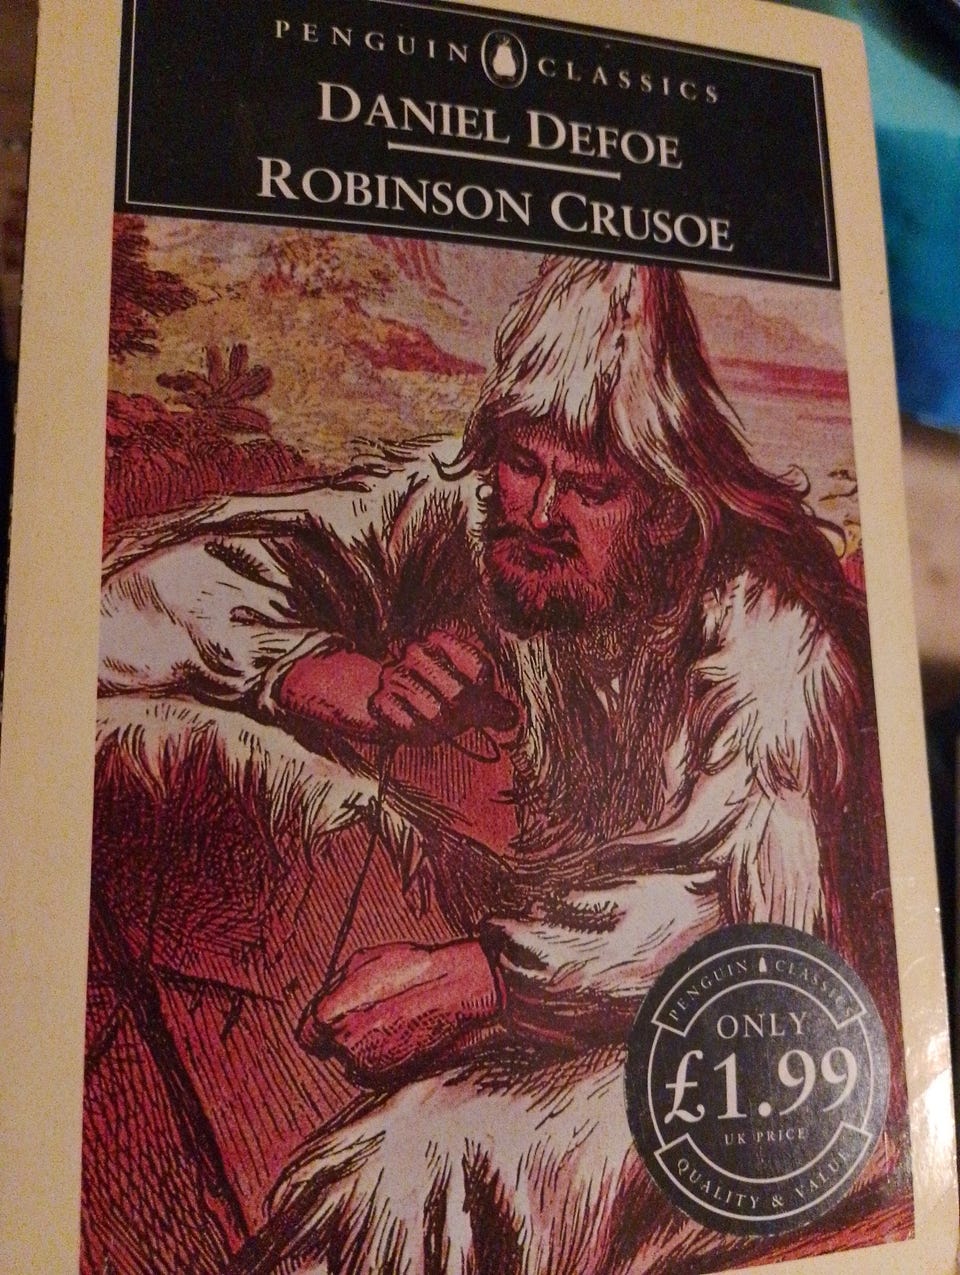 PENGUIN CLASSICS
DANIEL DEFOE
ROBINSON CRUSOE
PENGUIN CLASSICS
ONLY
£1.99
UK PRICE
QUALITY & VALUE